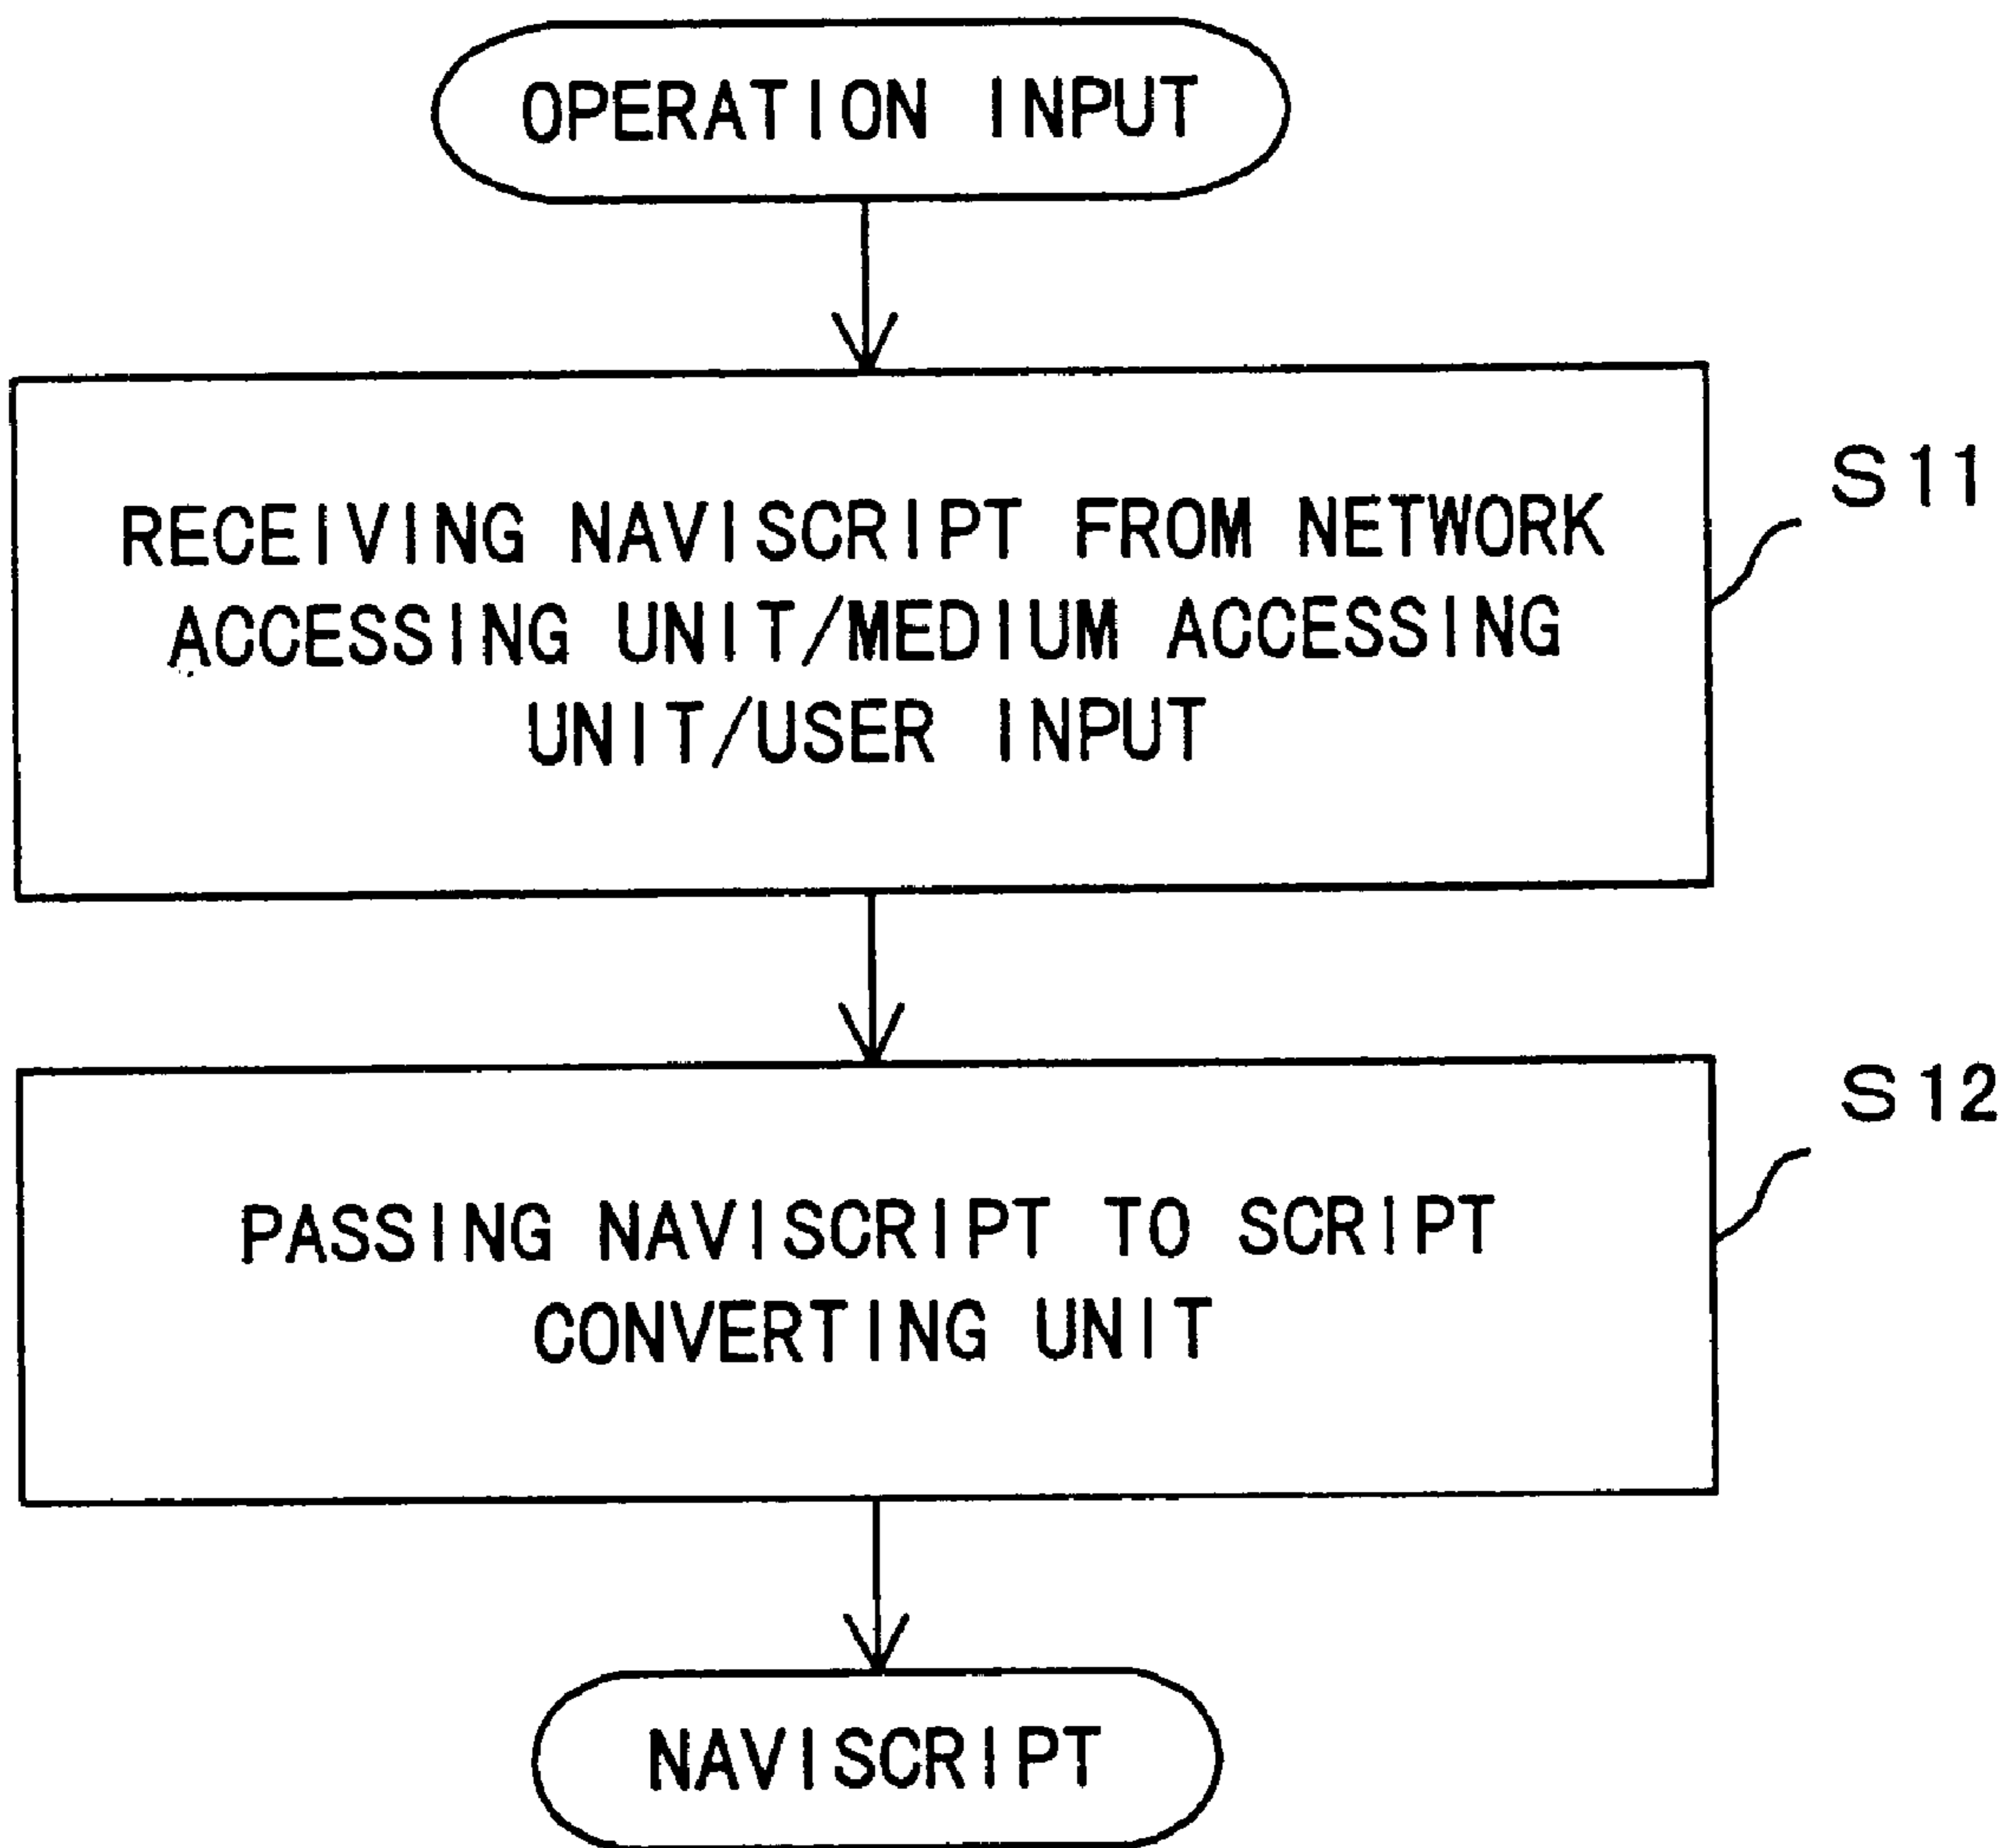 OPERATION INPUT
RECEIVING NAVISCRIPT FROM NETWORK
ACCESSING UNIT/MEDIUM ACCESSING
UNIT/USER INPUT
S11
PASSING NAVISCRIPT TO SCRIPT
CONVERTING UNIT
S12
NAVISCRIPT